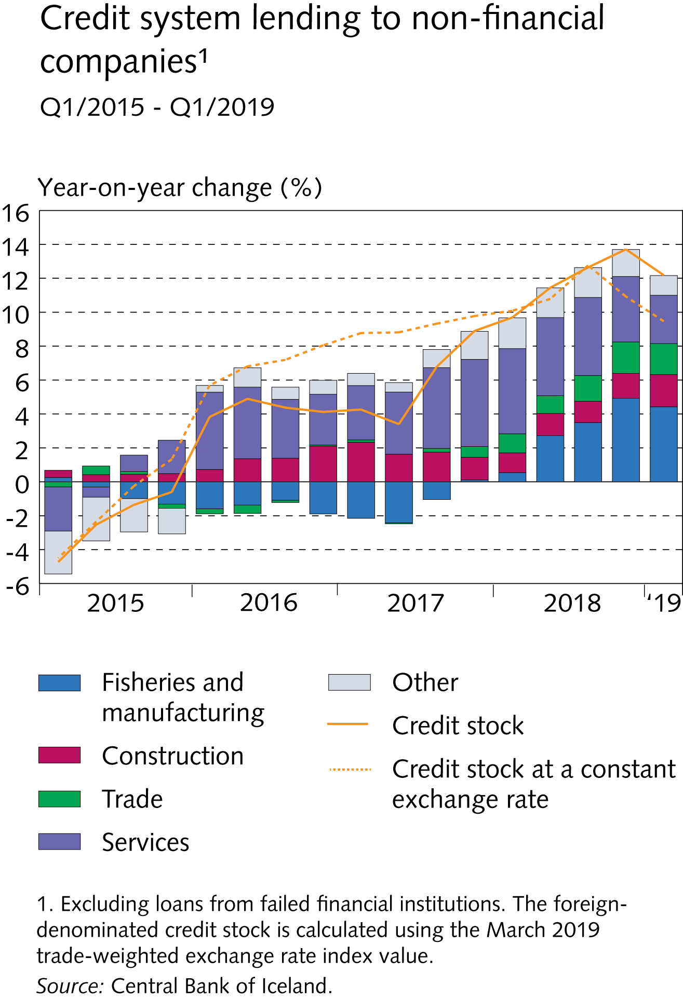 Credit system lending to non-financial
companies¹
Q1/2015 - Q1/2019
Year-on-year change (%)
16
14
12
10
8
6
4
2
0
-2
-4
-6
2015 2016 2017 2018 ‘19
Fisheries and
manufacturing
Construction
Trade
Services
Other
Credit stock
Credit stock at a constant
exchange rate
1. Excluding loans from failed financial institutions. The foreign-
denominated credit stock is calculated using the March 2019
trade-weighted exchange rate index value.
Source: Central Bank of Iceland.